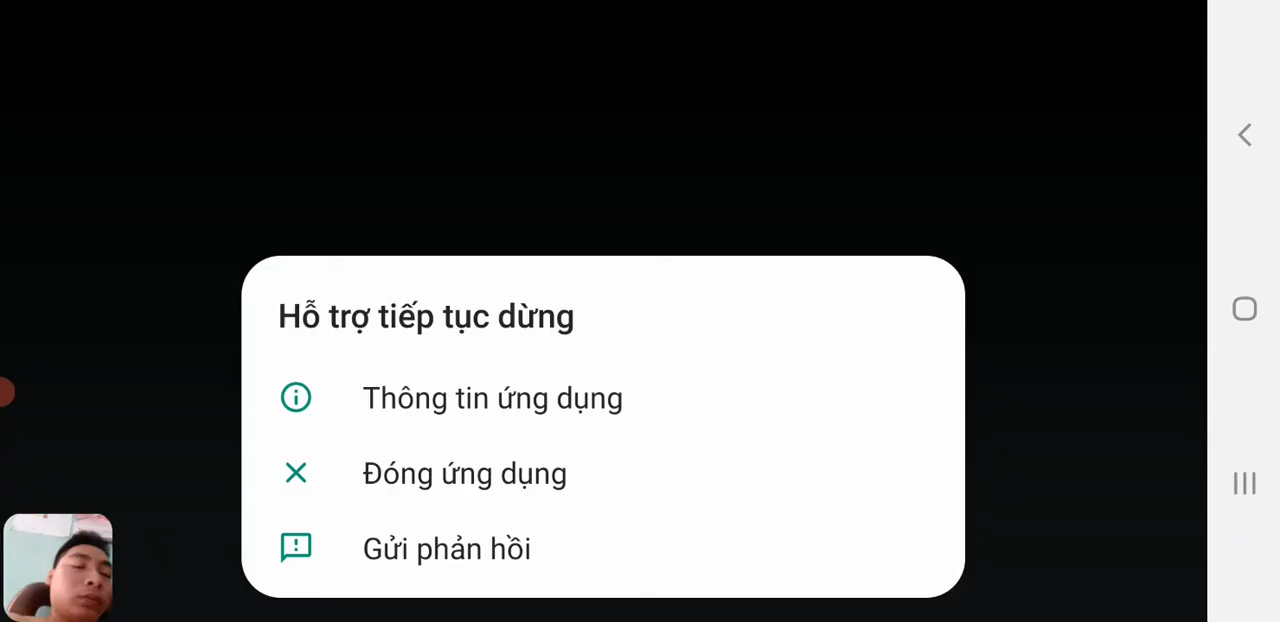 Hỗ trợ tiếp tục dừng
Thông tin ứng dụng
Đóng ứng dụng
Gửi phản hồi